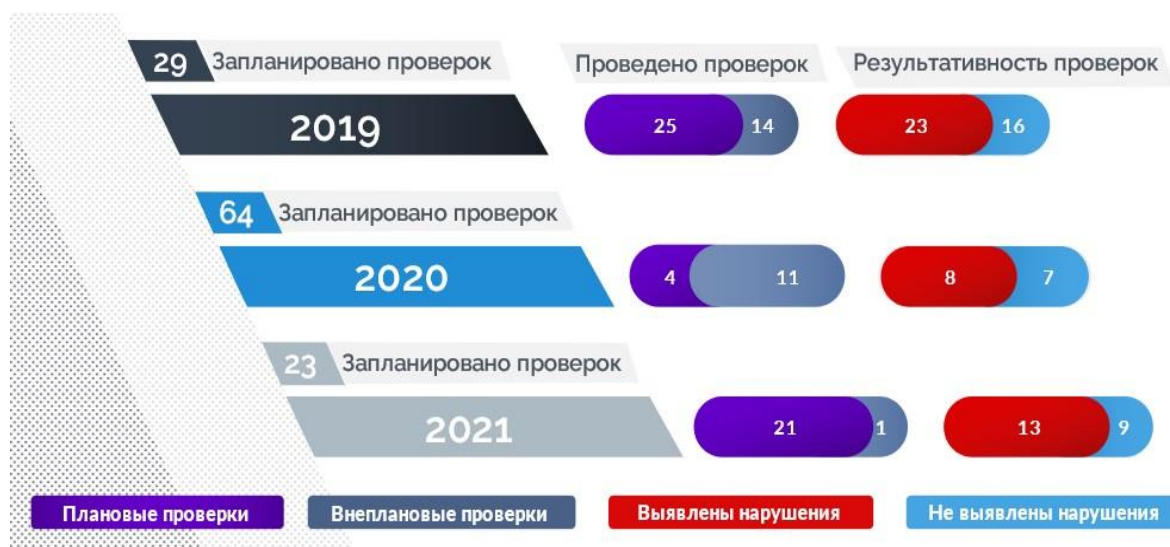 29 Запланировано проверок
Проведено проверок
Результативность проверок
2019
25 14
23 16
64 Запланировано проверок
2020
4 11
8 7
23 Запланировано проверок
2021
21 1
13 9
Плановые проверки
Внеплановые проверки
Выявлены нарушения
Не выявлены нарушения